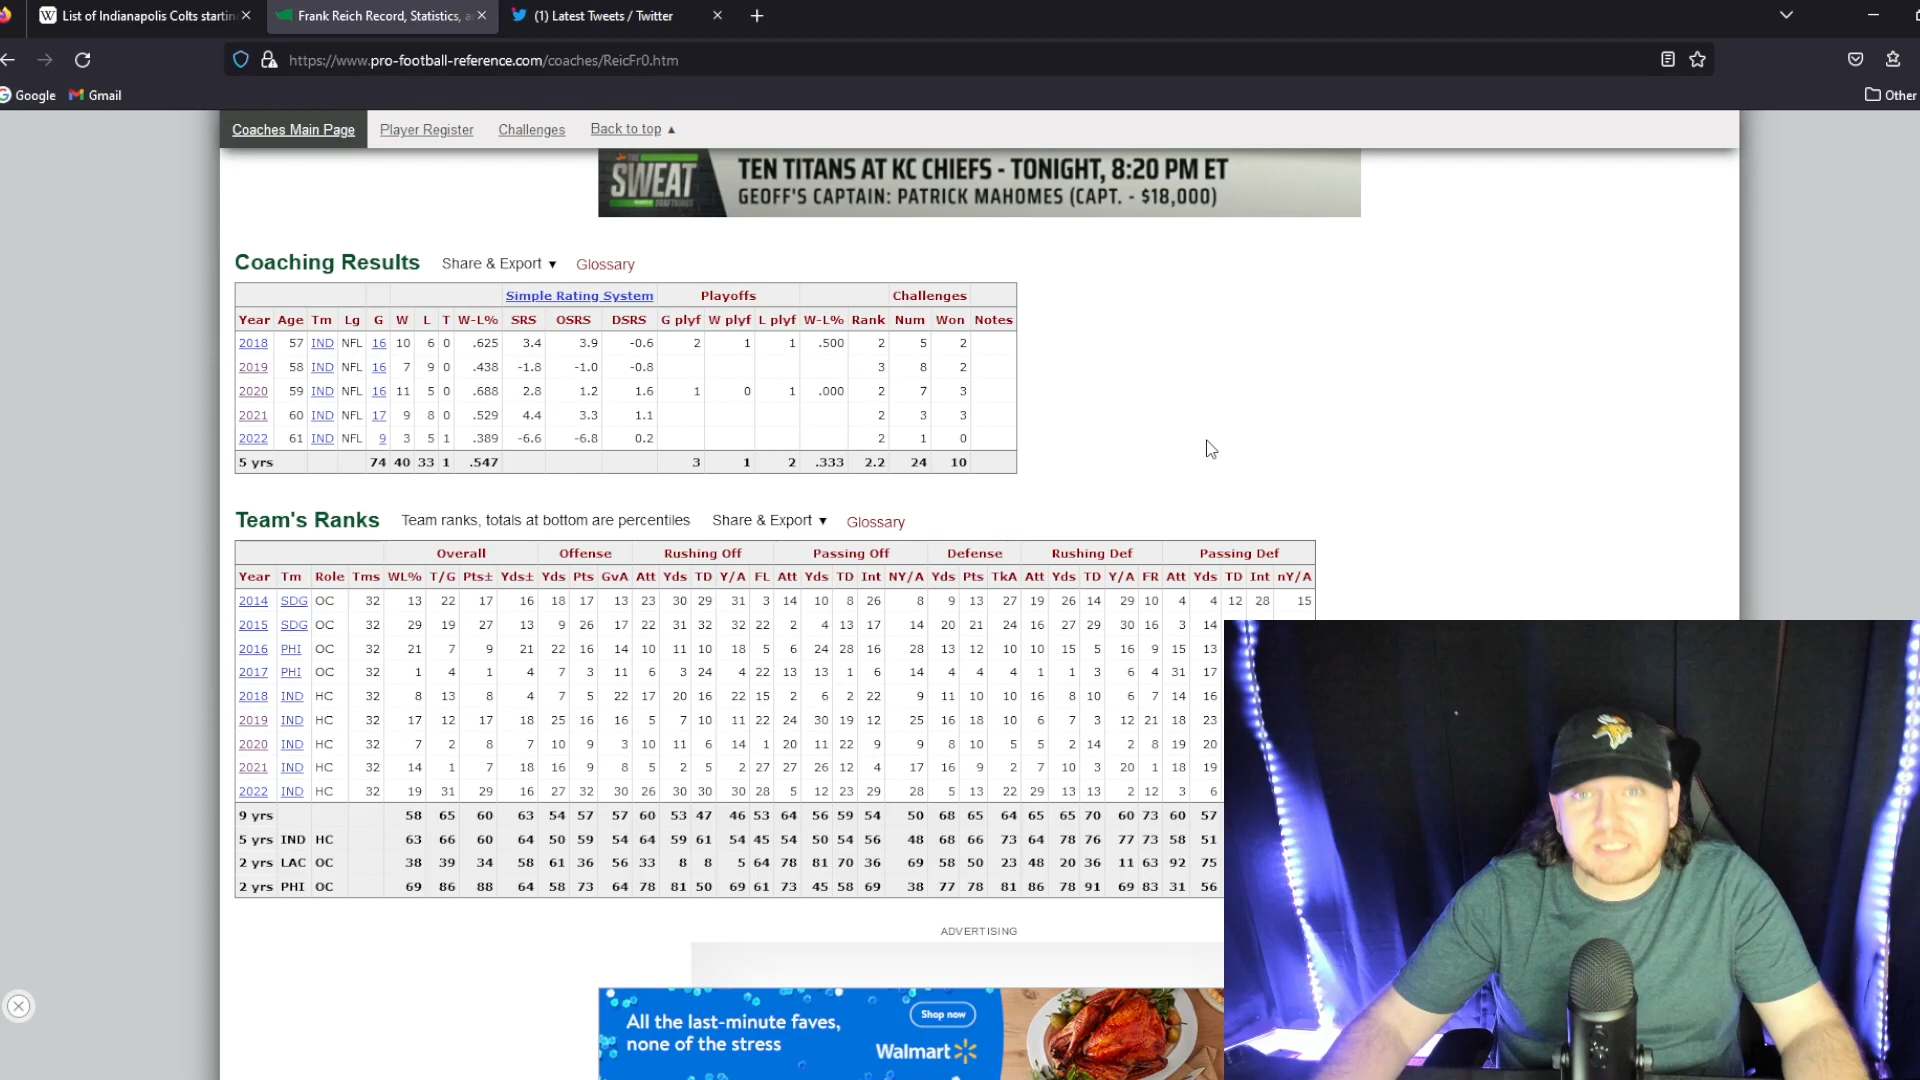 List of Indianapolis Colts startin
Frank Reich Record, Statistics, a
(1) Latest Tweets / Twitter
https://www.pro-football-reference.com/coaches/ReicFr0.htm
Google Gmail Other
Coaches Main Page Player Register Challenges Back to top ▲
THE SWEAT
TEN TITANS AT KC CHIEFS - TONIGHT, 8:20 PM ET
GEOFF'S CAPTAIN: PATRICK MAHOMES (CAPT. - $18,000)
Coaching Results Share & Export ▼ Glossary
Simple Rating System Playoffs Challenges
Year Age Tm Lg G W L T W-L% SRS OSRS DSRS G plyf W plyf L plyf W-L% Rank Num Won Notes
2018 57 IND NFL 16 10 6 0 .625 3.4 3.9 -0.6 2 1 1 .500 2 5 2
2019 58 IND NFL 16 7 9 0 .438 -1.8 -1.0 -0.8 3 8 2
2020 59 IND NFL 16 11 5 0 .688 2.8 1.2 1.6 1 0 1 .000 2 7 3
2021 60 IND NFL 17 9 8 0 .529 4.4 3.3 1.1 2 3 3
2022 61 IND NFL 9 3 5 1 .389 -6.6 -6.8 0.2 2 1 0
5 yrs 74 40 33 1 .547 3 1 2 .333 2.2 24 10
Team's Ranks Team ranks, totals at bottom are percentiles Share & Export ▼ Glossary
Overall Offense Rushing Off Passing Off Defense Rushing Def Passing Def
Year Tm Role Tms WL% T/G Pts± Yds± Yds Pts GvA Att Yds TD Y/A FL Att Yds TD Int NY/A Yds Pts TkA Att Yds TD Y/A FR Att Yds TD Int nY/A
2014 SDG OC 32 13 22 17 16 18 17 13 23 30 29 31 3 14 10 8 26 8 9 13 27 19 26 14 29 10 4 4 12 28 15
2015 SDG OC 32 29 19 27 13 9 26 17 22 31 32 32 22 2 4 13 17 14 20 21 24 16 27 29 30 16 3 14
2016 PHI OC 32 21 7 9 21 22 16 14 10 11 10 18 5 6 24 28 16 28 13 12 10 10 15 5 16 9 15 13
2017 PHI OC 32 1 4 1 4 7 3 11 6 3 24 4 22 13 13 1 6 14 4 4 4 1 1 3 6 4 31 17
2018 IND HC 32 8 13 8 4 7 5 22 17 20 16 22 15 2 6 2 22 9 11 10 10 16 8 10 6 7 14 16
2019 IND HC 32 17 12 17 18 25 16 16 5 7 10 11 22 24 30 19 12 25 16 18 10 6 7 3 12 21 18 23
2020 IND HC 32 7 2 8 7 10 9 3 10 11 6 14 1 20 11 22 9 9 8 10 5 5 2 14 2 8 19 20
2021 IND HC 32 14 1 7 18 16 9 8 5 2 5 2 27 27 26 12 4 17 16 9 2 7 10 3 20 1 18 19
2022 IND HC 32 19 31 29 16 27 32 30 26 30 30 30 28 5 12 23 29 28 5 13 22 29 13 13 2 12 3 6
9 yrs 58 65 60 63 54 57 57 60 53 47 46 53 64 56 59 54 50 68 65 64 65 65 70 60 73 60 57
5 yrs IND HC 63 66 60 64 50 59 54 64 59 61 54 45 54 50 54 56 48 68 66 73 64 78 76 77 73 58 51
2 yrs LAC OC 38 39 34 58 61 36 56 33 8 8 5 64 78 81 70 36 69 58 50 23 48 20 36 11 63 92 75
2 yrs PHI OC 69 86 88 64 58 73 64 78 81 50 69 61 73 45 58 69 38 77 78 81 86 78 91 69 83 31 56
ADVERTISING
All the last-minute faves,
none of the stress
Shop now
Walmart